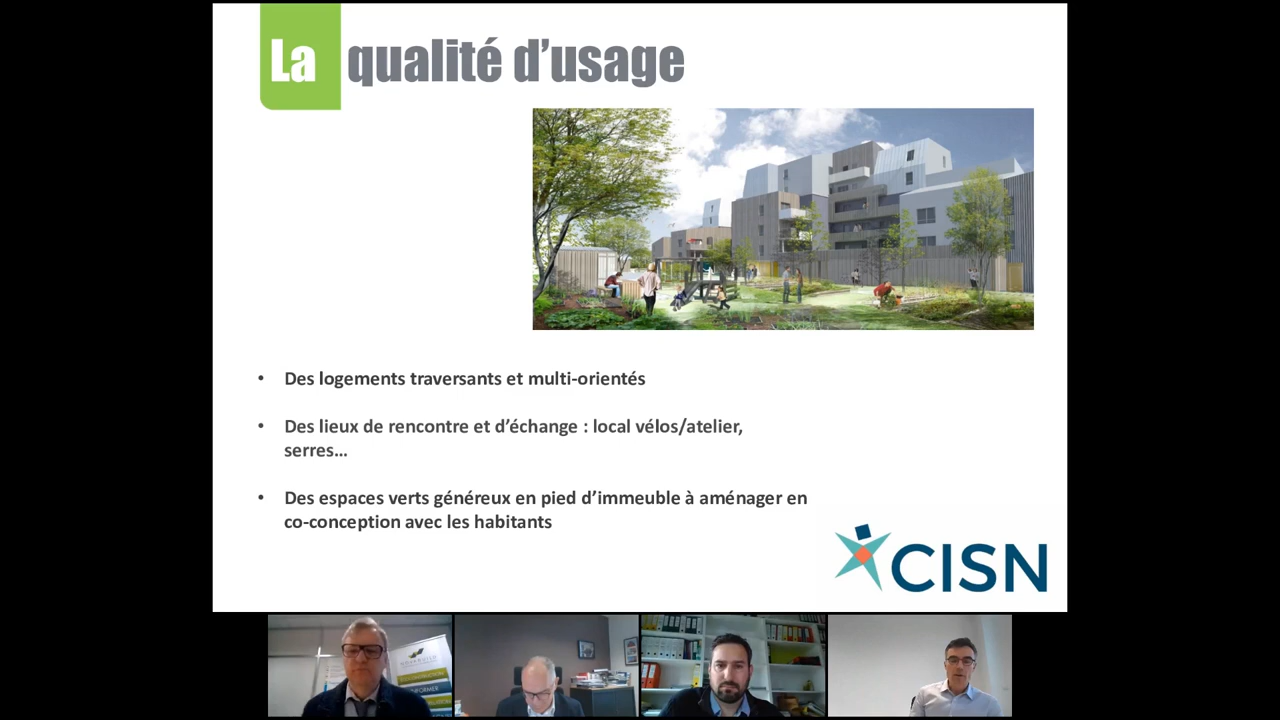 La qualité d’usage
• Des logements traversants et multi-orientés
• Des lieux de rencontre et d’échange : local vélos/atelier,
serres…
• Des espaces verts généreux en pied d’immeuble à aménager en
co-conception avec les habitants
CISN